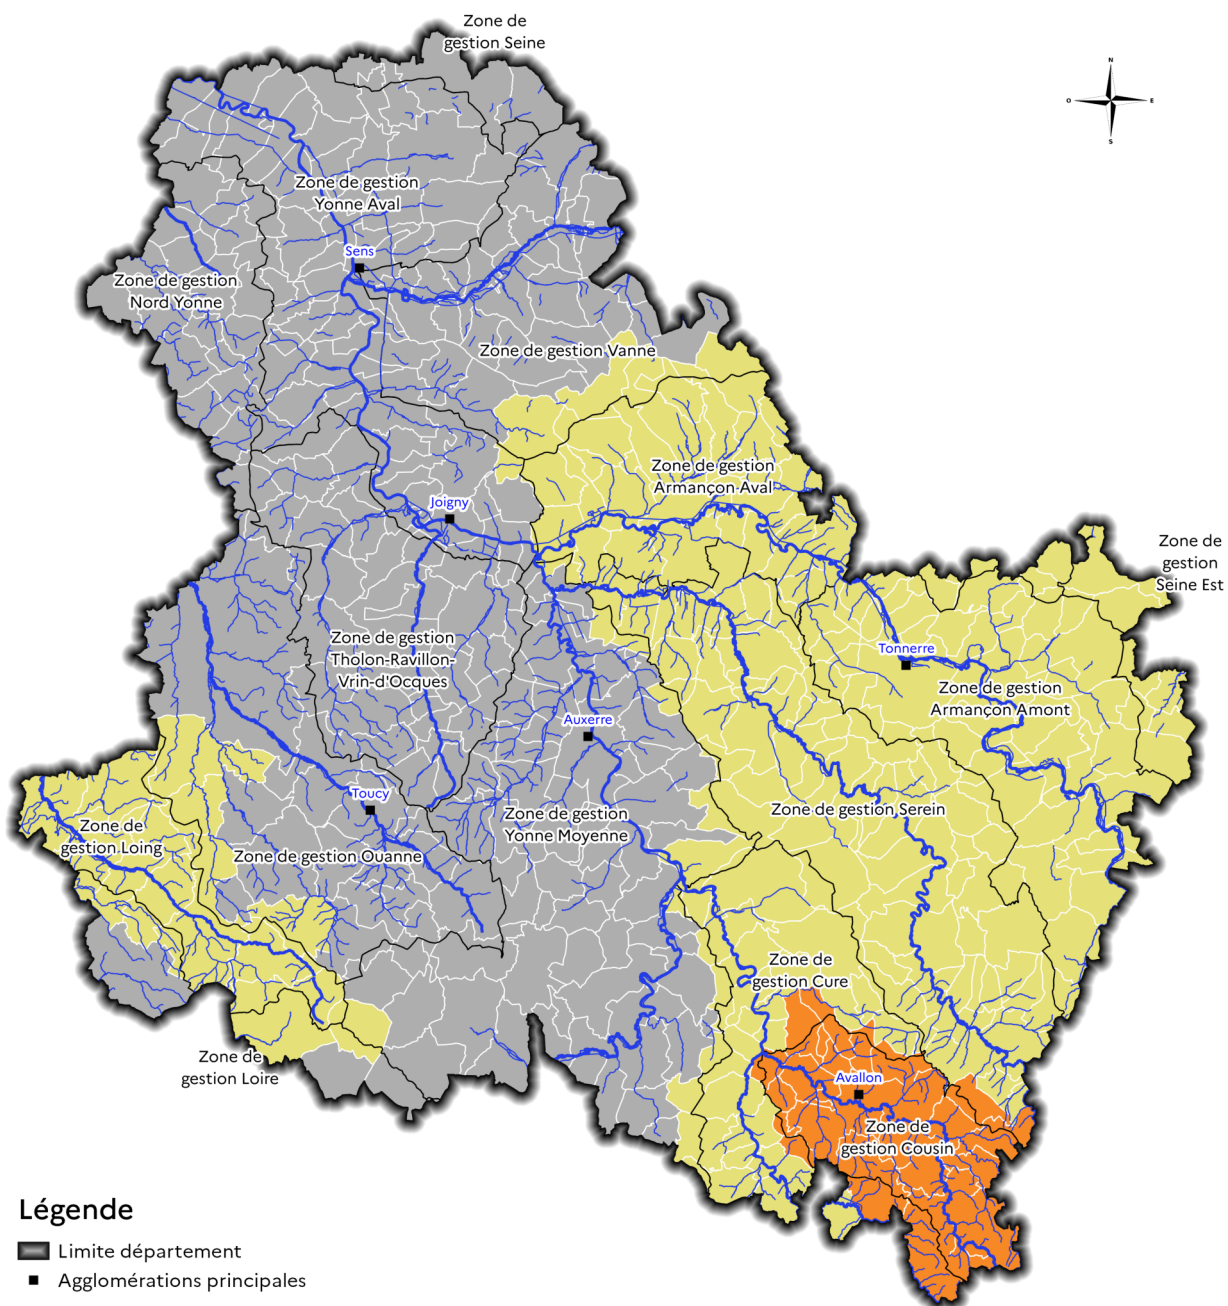 Zone de
gestion Seine
N
O
E
S
Zone de gestion
Yonne Aval
Sens
Zone de gestion
Nord Yonne
Zone de gestion Vanne
Zone de gestion
Armançon Aval
Joigny
Zone de
gestion
Seine Est
Zone de gestion
Tholon-Ravillon-
Vrin-d'Ocques
Tonnerre
Zone de gestion
Armançon Amont
Auxerre
Toucy
Zone de gestion
Yonne Moyenne
Zone de gestion Serein
Zone de
gestion Loing
Zone de gestion Ouanne
Zone de
gestion Cure
Zone de
gestion Loire
Avallon
Zone de
gestion Cousin
Légende
Limite département
Agglomérations principales